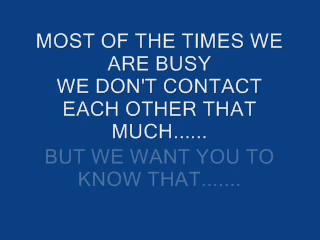 MOST OF THE TIMES WE
ARE BUSY
WE DON'T CONTACT
EACH OTHER THAT
MUCH......
BUT WE WANT YOU TO
KNOW THAT.......